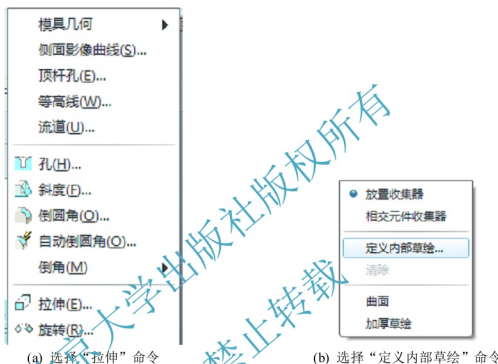 模具几何
侧面影像曲线(S)...
顶杆孔(E)...
等高线(W)...
流道(U)...
孔(H)...
斜度(F)...
倒圆角(O)...
自动倒圆角(O)...
倒角(M)
拉伸(E)...
旋转(R)...
(a) 选择“拉伸”命令
放置收集器
相交元件收集器
定义内部草绘...
清除
曲面
加厚草绘
(b) 选择“定义内部草绘”命令
京大学出版社版权所有
禁止转载